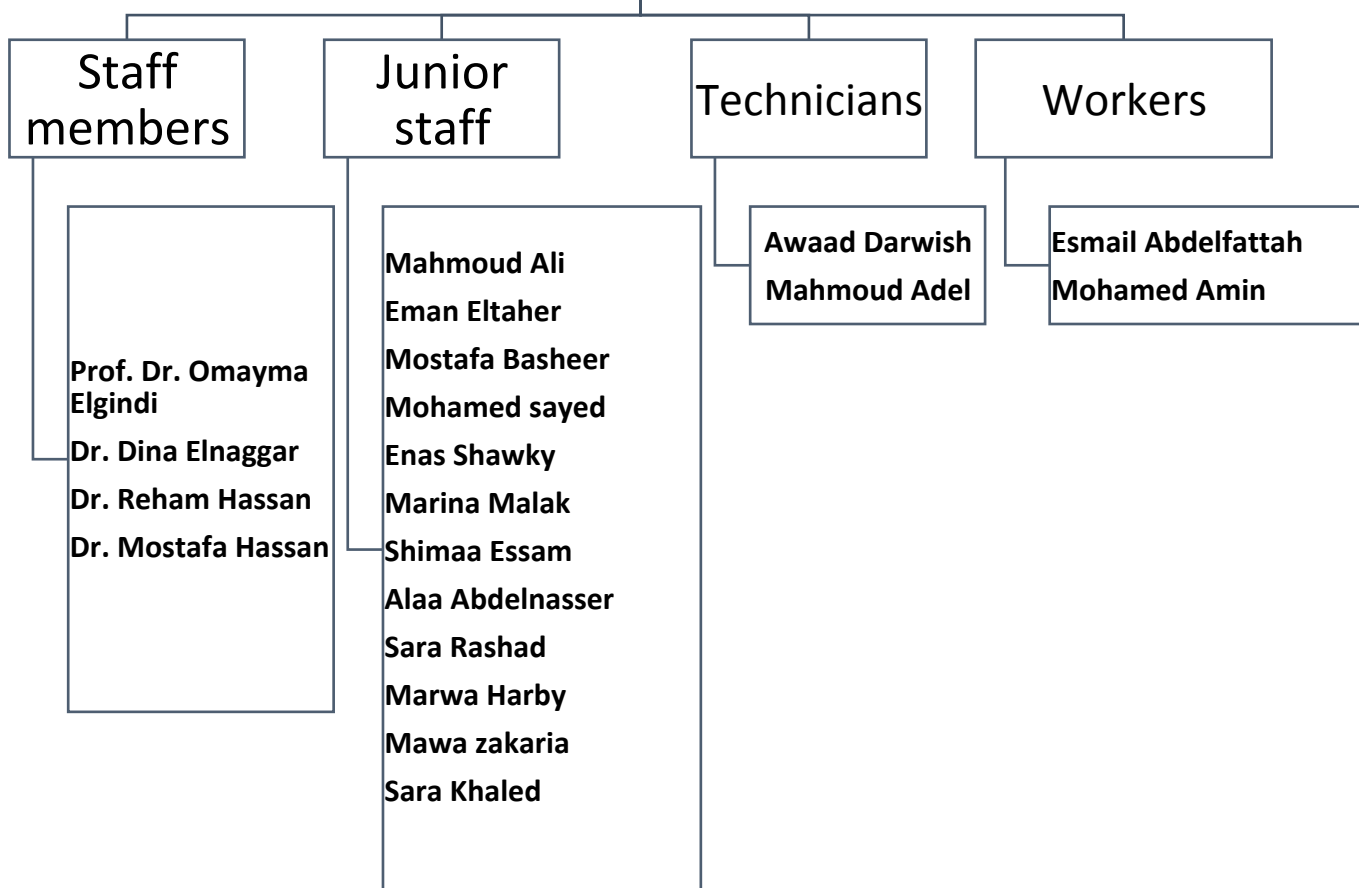 Staff
members
Prof. Dr. Omayma
Elgindi
Dr. Dina Elnaggar
Dr. Reham Hassan
Dr. Mostafa Hassan
Junior
staff
Mahmoud Ali
Eman Eltaher
Mostafa Basheer
Mohamed sayed
Enas Shawky
Marina Malak
Shimaa Essam
Alaa Abdelnasser
Sara Rashad
Marwa Harby
Mawa zakaria
Sara Khaled
Technicians
Awaad Darwish
Mahmoud Adel
Workers
Esmail Abdelfattah
Mohamed Amin